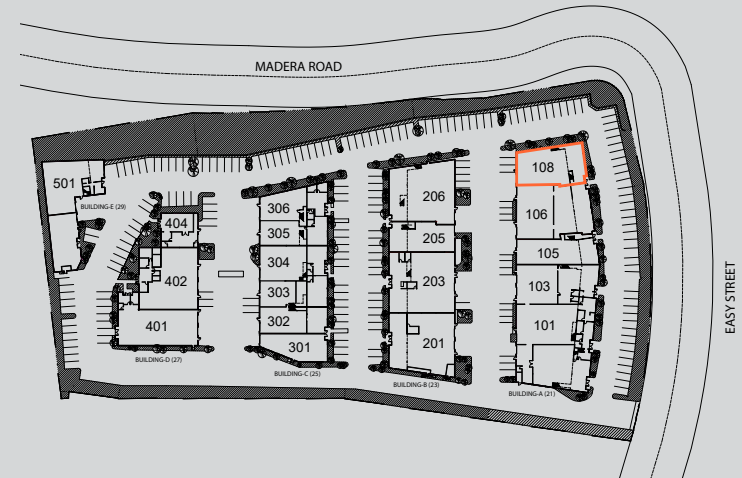 MADERA ROAD
EASY STREET
501
BUILDING-E (29)
404
402
401
BUILDING-D (27)
306
305
304
303
302
301
BUILDING-C (25)
206
205
203
201
BUILDING-B (23)
108
106
105
103
101
BUILDING-A (21)